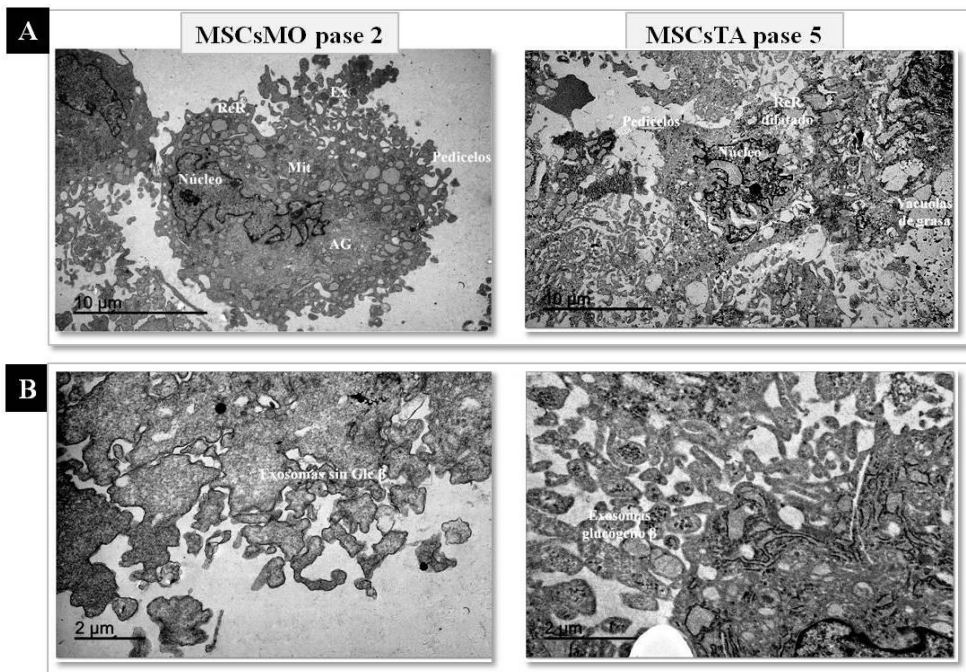 A
MSCsMO pase 2
MSCsTA pase 5
Ex
ReR
Pedicelos
Mit
Núcleo
AG
10 µm
Pedicelos
ReR
dilatado
Núcleo
Vacuolas
de grasa
10 µm
B
Exosomas sin Glc β
2 µm
Exosomas
glucógeno β
2 µm